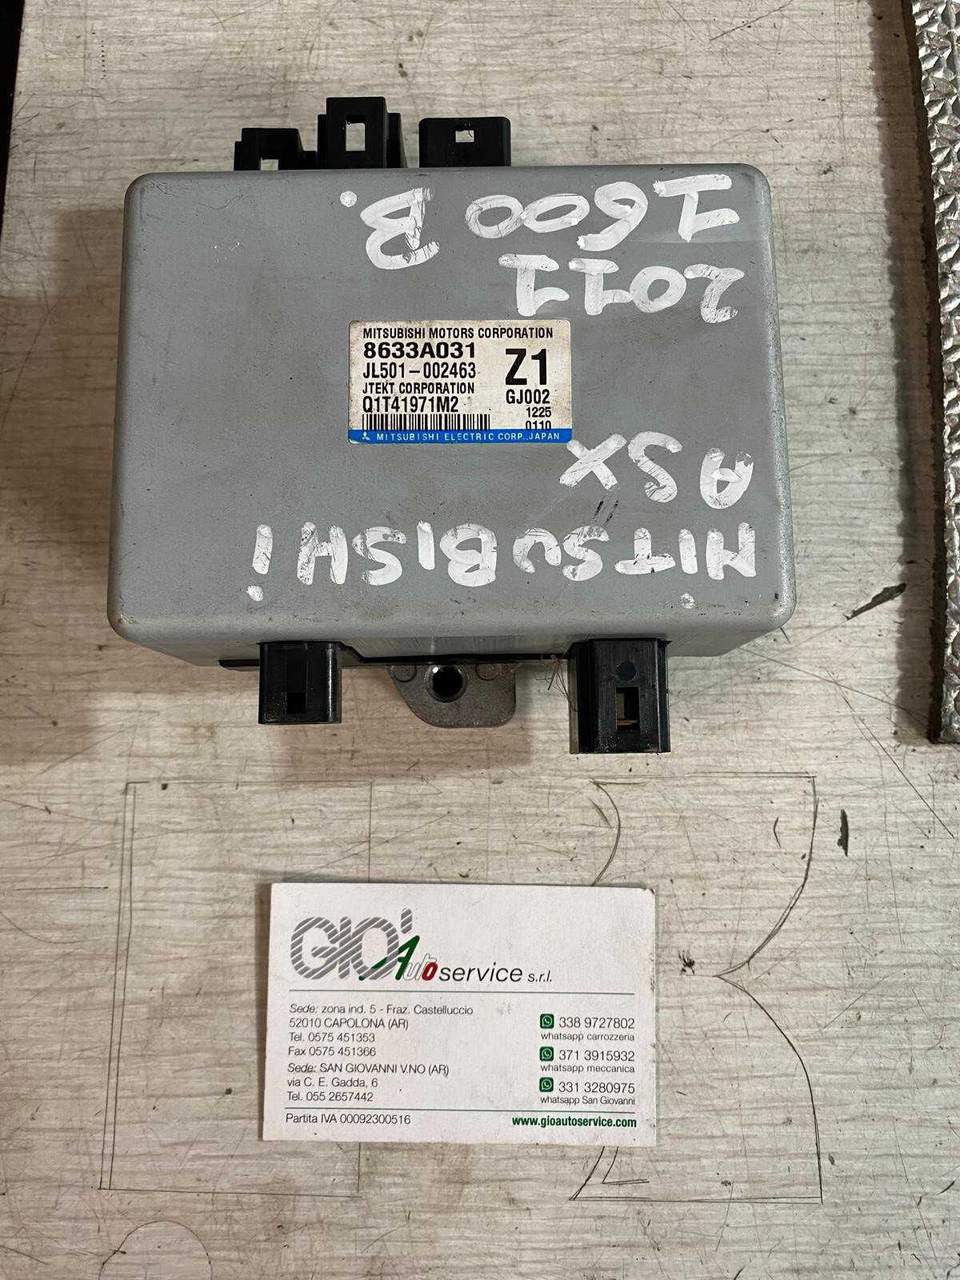 MITSUBISHI
ASX
2011
1600 B.
MITSUBISHI MOTORS CORPORATION
8633A031
JL501-002463
Z1
JTEKT CORPORATION
GJ002
Q1T41971M2
1225
0110
MITSUBISHI ELECTRIC CORP., JAPAN
GIO' Auto service s.r.l.
Sede: zona ind. 5 - Fraz. Castelluccio
52010 CAPOLONA (AR)
Tel. 0575 451353
Fax 0575 451366
Sede: SAN GIOVANNI V.NO (AR)
via C. E. Gadda, 6
Tel. 055 2657442
Partita IVA 00092300516
338 9727802
whatsapp carrozzeria
371 3915932
whatsapp meccanica
331 3280975
whatsapp San Giovanni
www.gioautoservice.com